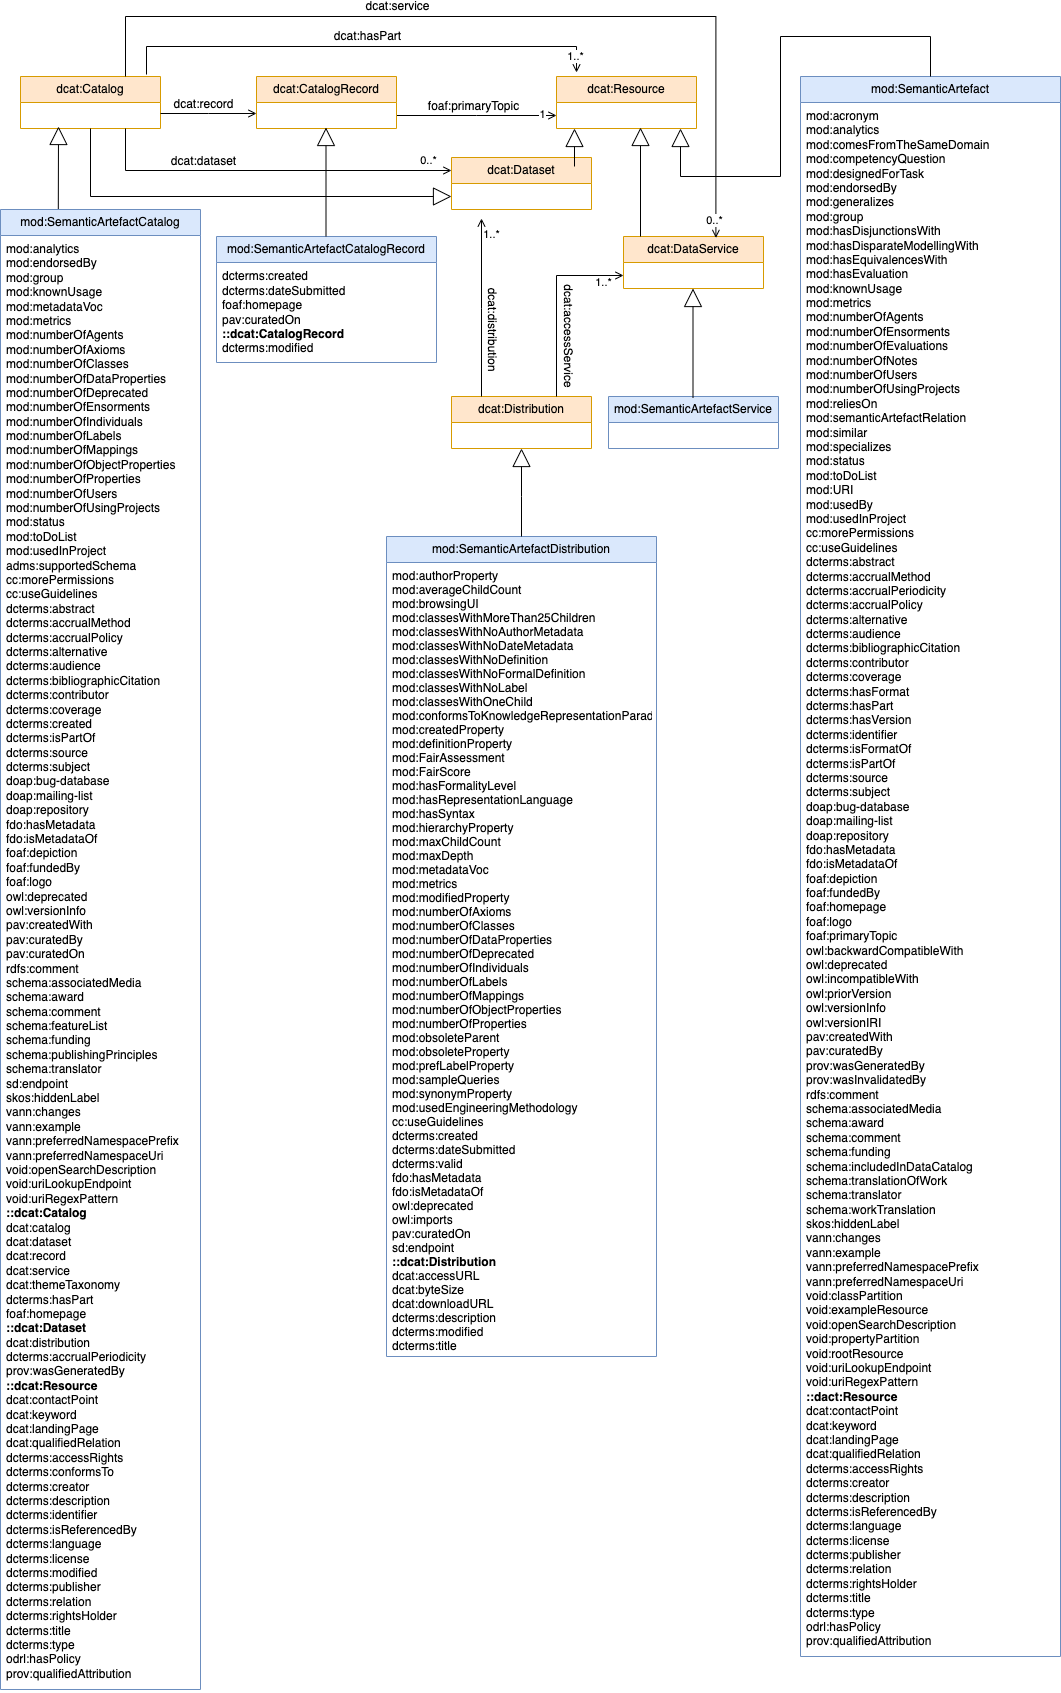 dcat:service
dcat:hasPart
1..*
dcat:Catalog
dcat:record
dcat:CatalogRecord
foaf:primaryTopic
1
dcat:Resource
dcat:dataset
0..*
dcat:Dataset
1..*
dcat:distribution
0..*
dcat:DataService
1..*
dcat:accessService
dcat:Distribution
mod:SemanticArtefactService
mod:SemanticArtefactCatalog
mod:analytics
mod:endorsedBy
mod:group
mod:knownUsage
mod:metadataVoc
mod:metrics
mod:numberOfAgents
mod:numberOfAxioms
mod:numberOfClasses
mod:numberOfDataProperties
mod:numberOfDeprecated
mod:numberOfEnsorments
mod:numberOfIndividuals
mod:numberOfLabels
mod:numberOfMappings
mod:numberOfObjectProperties
mod:numberOfProperties
mod:numberOfUsers
mod:numberOfUsingProjects
mod:status
mod:toDoList
mod:usedInProject
adms:supportedSchema
cc:morePermissions
cc:useGuidelines
dcterms:abstract
dcterms:accrualMethod
dcterms:accrualPolicy
dcterms:alternative
dcterms:audience
dcterms:bibliographicCitation
dcterms:contributor
dcterms:coverage
dcterms:created
dcterms:isPartOf
dcterms:source
dcterms:subject
doap:bug-database
doap:mailing-list
doap:repository
fdo:hasMetadata
fdo:isMetadataOf
foaf:depiction
foaf:fundedBy
foaf:logo
owl:deprecated
owl:versionInfo
pav:createdWith
pav:curatedBy
pav:curatedOn
rdfs:comment
schema:associatedMedia
schema:award
schema:comment
schema:featureList
schema:funding
schema:publishingPrinciples
schema:translator
sd:endpoint
skos:hiddenLabel
vann:changes
vann:example
vann:preferredNamespacePrefix
vann:preferredNamespaceUri
void:openSearchDescription
void:uriLookupEndpoint
void:uriRegexPattern
::dcat:Catalog
dcat:catalog
dcat:dataset
dcat:record
dcat:service
dcat:themeTaxonomy
dcterms:hasPart
foaf:homepage
::dcat:Dataset
dcat:distribution
dcterms:accrualPeriodicity
prov:wasGeneratedBy
::dcat:Resource
dcat:contactPoint
dcat:keyword
dcat:landingPage
dcat:qualifiedRelation
dcterms:accessRights
dcterms:conformsTo
dcterms:creator
dcterms:description
dcterms:identifier
dcterms:isReferencedBy
dcterms:language
dcterms:license
dcterms:modified
dcterms:publisher
dcterms:relation
dcterms:rightsHolder
dcterms:title
dcterms:type
odrl:hasPolicy
prov:qualifiedAttribution
mod:SemanticArtefactCatalogRecord
dcterms:created
dcterms:dateSubmitted
foaf:homepage
pav:curatedOn
::dcat:CatalogRecord
dcterms:modified
mod:SemanticArtefactDistribution
mod:authorProperty
mod:averageChildCount
mod:browsingUI
mod:classesWithMoreThan25Children
mod:classesWithNoAuthorMetadata
mod:classesWithNoDateMetadata
mod:classesWithNoDefinition
mod:classesWithNoFormalDefinition
mod:classesWithNoLabel
mod:classesWithOneChild
mod:conformsToKnowledgeRepresentationParad
mod:createdProperty
mod:definitionProperty
mod:FairAssessment
mod:FairScore
mod:hasFormalityLevel
mod:hasRepresentationLanguage
mod:hasSyntax
mod:hierarchyProperty
mod:maxChildCount
mod:maxDepth
mod:metadataVoc
mod:metrics
mod:modifiedProperty
mod:numberOfAxioms
mod:numberOfClasses
mod:numberOfDataProperties
mod:numberOfDeprecated
mod:numberOfIndividuals
mod:numberOfLabels
mod:numberOfMappings
mod:numberOfObjectProperties
mod:numberOfProperties
mod:obsoleteParent
mod:obsoleteProperty
mod:prefLabelProperty
mod:sampleQueries
mod:synonymProperty
mod:usedEngineeringMethodology
cc:useGuidelines
dcterms:created
dcterms:dateSubmitted
dcterms:valid
fdo:hasMetadata
fdo:isMetadataOf
owl:deprecated
owl:imports
pav:curatedOn
sd:endpoint
::dcat:Distribution
dcat:accessURL
dcat:byteSize
dcat:downloadURL
dcterms:description
dcterms:modified
dcterms:title
mod:SemanticArtefact
mod:acronym
mod:analytics
mod:comesFromTheSameDomain
mod:competencyQuestion
mod:designedForTask
mod:endorsedBy
mod:generalizes
mod:group
mod:hasDisjunctionsWith
mod:hasDisparateModellingWith
mod:hasEquivalencesWith
mod:hasEvaluation
mod:knownUsage
mod:metrics
mod:numberOfAgents
mod:numberOfEnsorments
mod:numberOfEvaluations
mod:numberOfNotes
mod:numberOfUsers
mod:numberOfUsingProjects
mod:reliesOn
mod:semanticArtefactRelation
mod:similar
mod:specializes
mod:status
mod:toDoList
mod:URI
mod:usedBy
mod:usedInProject
cc:morePermissions
cc:useGuidelines
dcterms:abstract
dcterms:accrualMethod
dcterms:accrualPeriodicity
dcterms:accrualPolicy
dcterms:alternative
dcterms:audience
dcterms:bibliographicCitation
dcterms:contributor
dcterms:coverage
dcterms:hasFormat
dcterms:hasPart
dcterms:hasVersion
dcterms:identifier
dcterms:isFormatOf
dcterms:isPartOf
dcterms:source
dcterms:subject
doap:bug-database
doap:mailing-list
doap:repository
fdo:hasMetadata
fdo:isMetadataOf
foaf:depiction
foaf:fundedBy
foaf:homepage
foaf:logo
foaf:primaryTopic
owl:backwardCompatibleWith
owl:deprecated
owl:incompatibleWith
owl:priorVersion
owl:versionInfo
owl:versionIRI
pav:createdWith
pav:curatedBy
prov:wasGeneratedBy
prov:wasInvalidatedBy
rdfs:comment
schema:associatedMedia
schema:award
schema:comment
schema:funding
schema:includedInDataCatalog
schema:translationOfWork
schema:translator
schema:workTranslation
skos:hiddenLabel
vann:changes
vann:example
vann:preferredNamespacePrefix
vann:preferredNamespaceUri
void:classPartition
void:exampleResource
void:openSearchDescription
void:propertyPartition
void:rootResource
void:uriLookupEndpoint
void:uriRegexPattern
::dact:Resource
dcat:contactPoint
dcat:keyword
dcat:landingPage
dcat:qualifiedRelation
dcterms:accessRights
dcterms:creator
dcterms:description
dcterms:isReferencedBy
dcterms:language
dcterms:license
dcterms:publisher
dcterms:relation
dcterms:rightsHolder
dcterms:title
dcterms:type
odrl:hasPolicy
prov:qualifiedAttribution